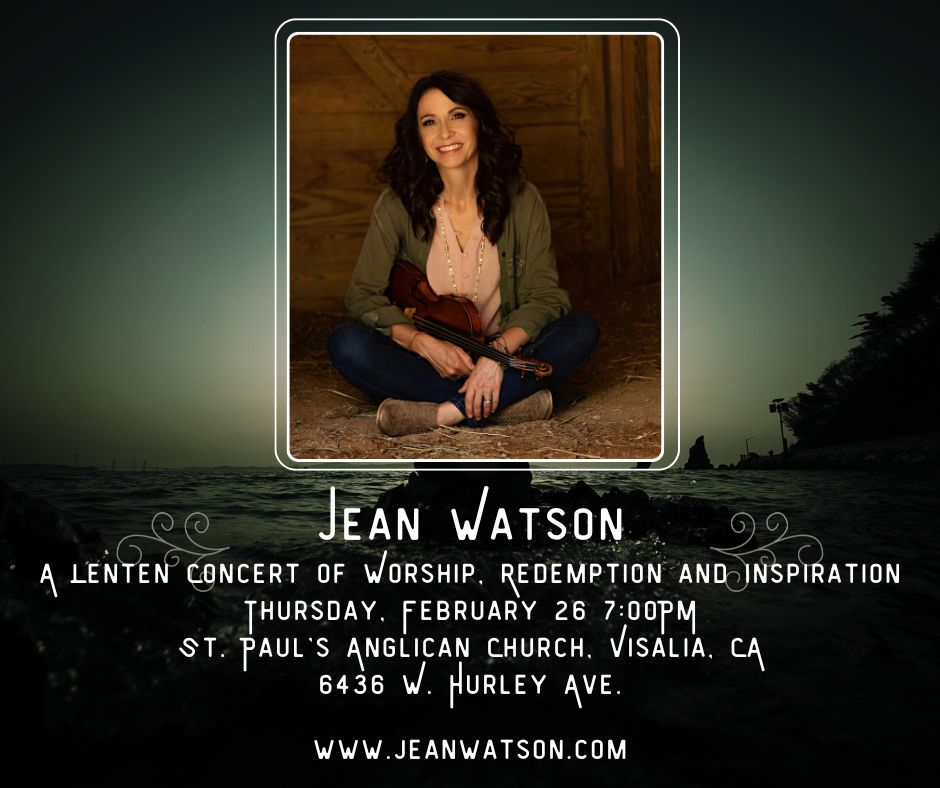 Jean Watson
A Lenten Concert of Worship, Redemption and Inspiration
Thursday, February 26 7:00PM
St. Paul's Anglican Church, Visalia, CA
6436 W. Hurley Ave.
www.jeanwatson.com